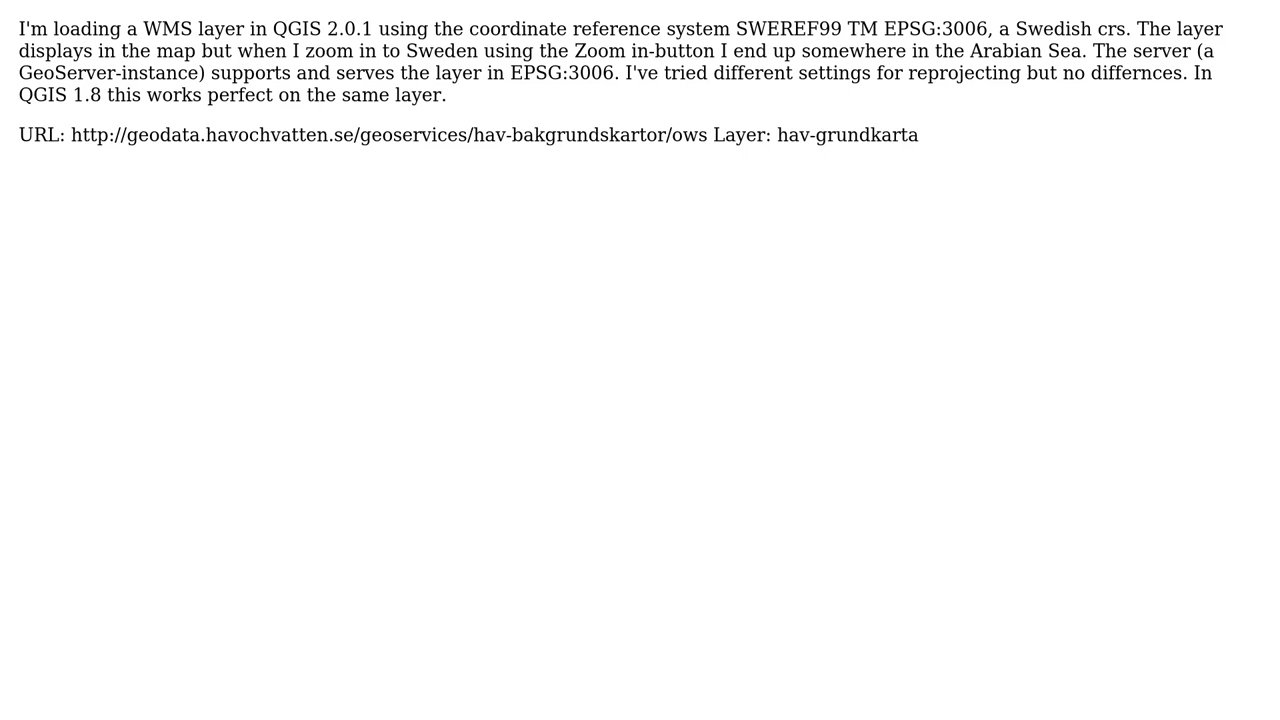 I'm loading a WMS layer in QGIS 2.0.1 using the coordinate reference system SWEREF99 TM EPSG:3006, a Swedish crs. The layer
displays in the map but when I zoom in to Sweden using the Zoom in-button I end up somewhere in the Arabian Sea. The server (a
GeoServer-instance) supports and serves the layer in EPSG:3006. I've tried different settings for reprojecting but no differnces. In
QGIS 1.8 this works perfect on the same layer.
URL: http://geodata.havochvatten.se/geoservices/hav-bakgrundskartor/ows Layer: hav-grundkarta